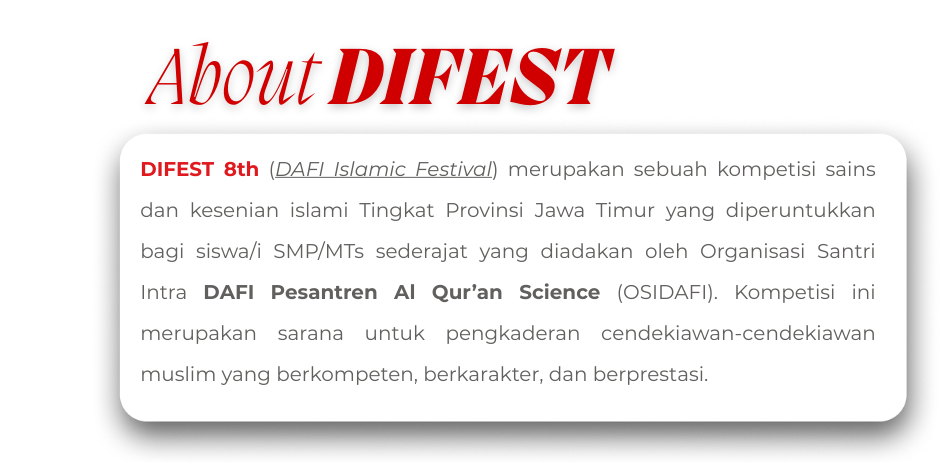 About DIFEST
DIFEST 8th (DAFI Islamic Festival) merupakan sebuah kompetisi sains
dan kesenian islami Tingkat Provinsi Jawa Timur yang diperuntukkan
bagi siswa/i SMP/MTs sederajat yang diadakan oleh Organisasi Santri
Intra DAFI Pesantren Al Qur’an Science (OSIDAFI). Kompetisi ini
merupakan sarana untuk pengkaderan cendekiawan-cendekiawan
muslim yang berkompeten, berkarakter, dan berprestasi.